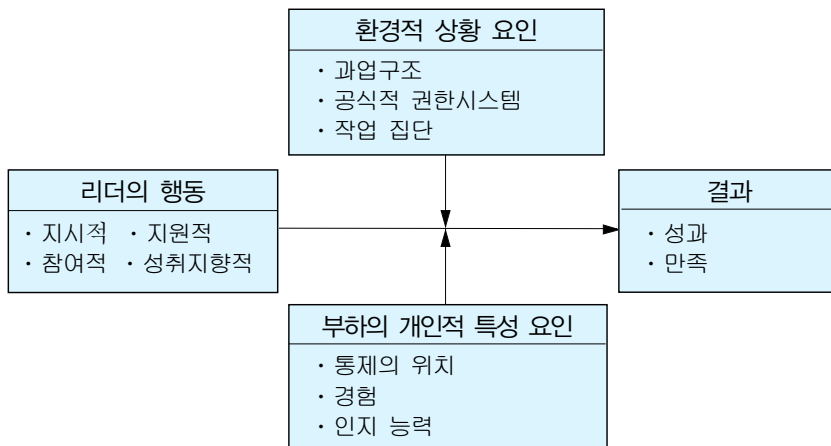 환경적 상황 요인
· 과업구조
· 공식적 권한시스템
· 작업 집단
리더의 행동
· 지시적 · 지원적
· 참여적 · 성취지향적
결과
· 성과
· 만족
부하의 개인적 특성 요인
· 통제의 위치
· 경험
· 인지 능력